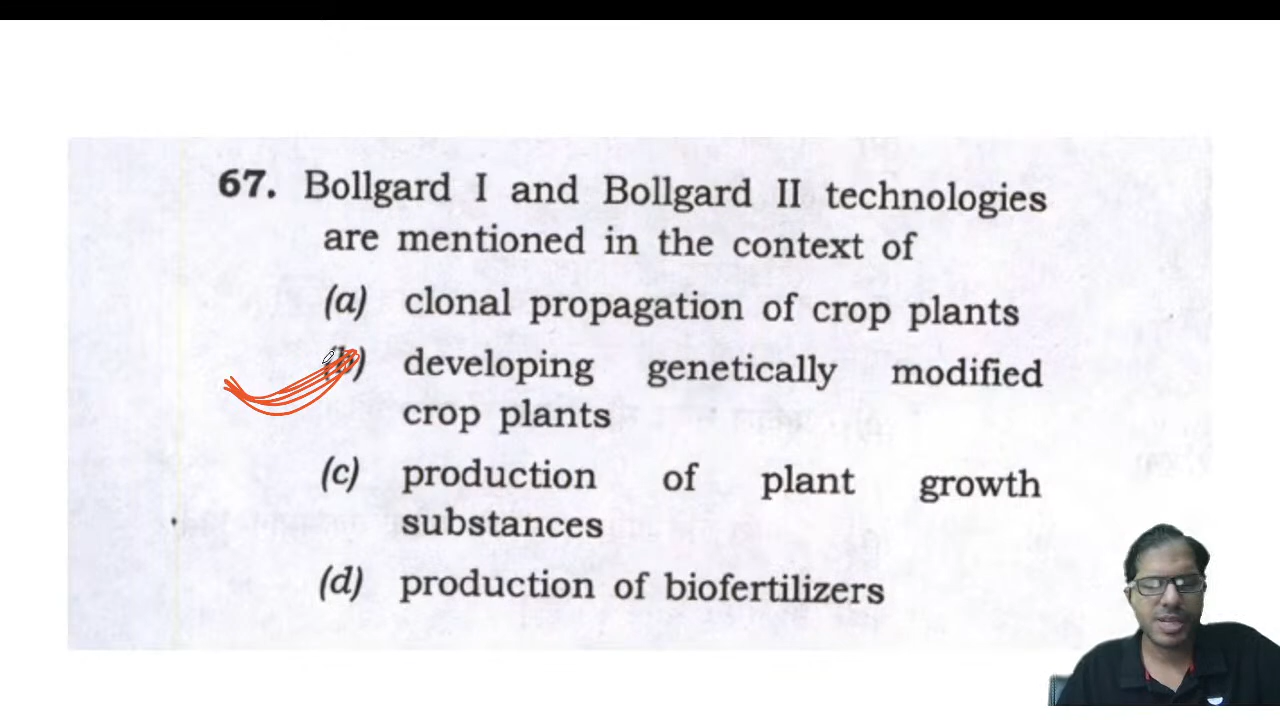 67. Bollgard I and Bollgard II technologies
are mentioned in the context of
(a) clonal propagation of crop plants
(b) developing genetically modified
crop plants
(c) production of plant growth
substances
(d) production of biofertilizers